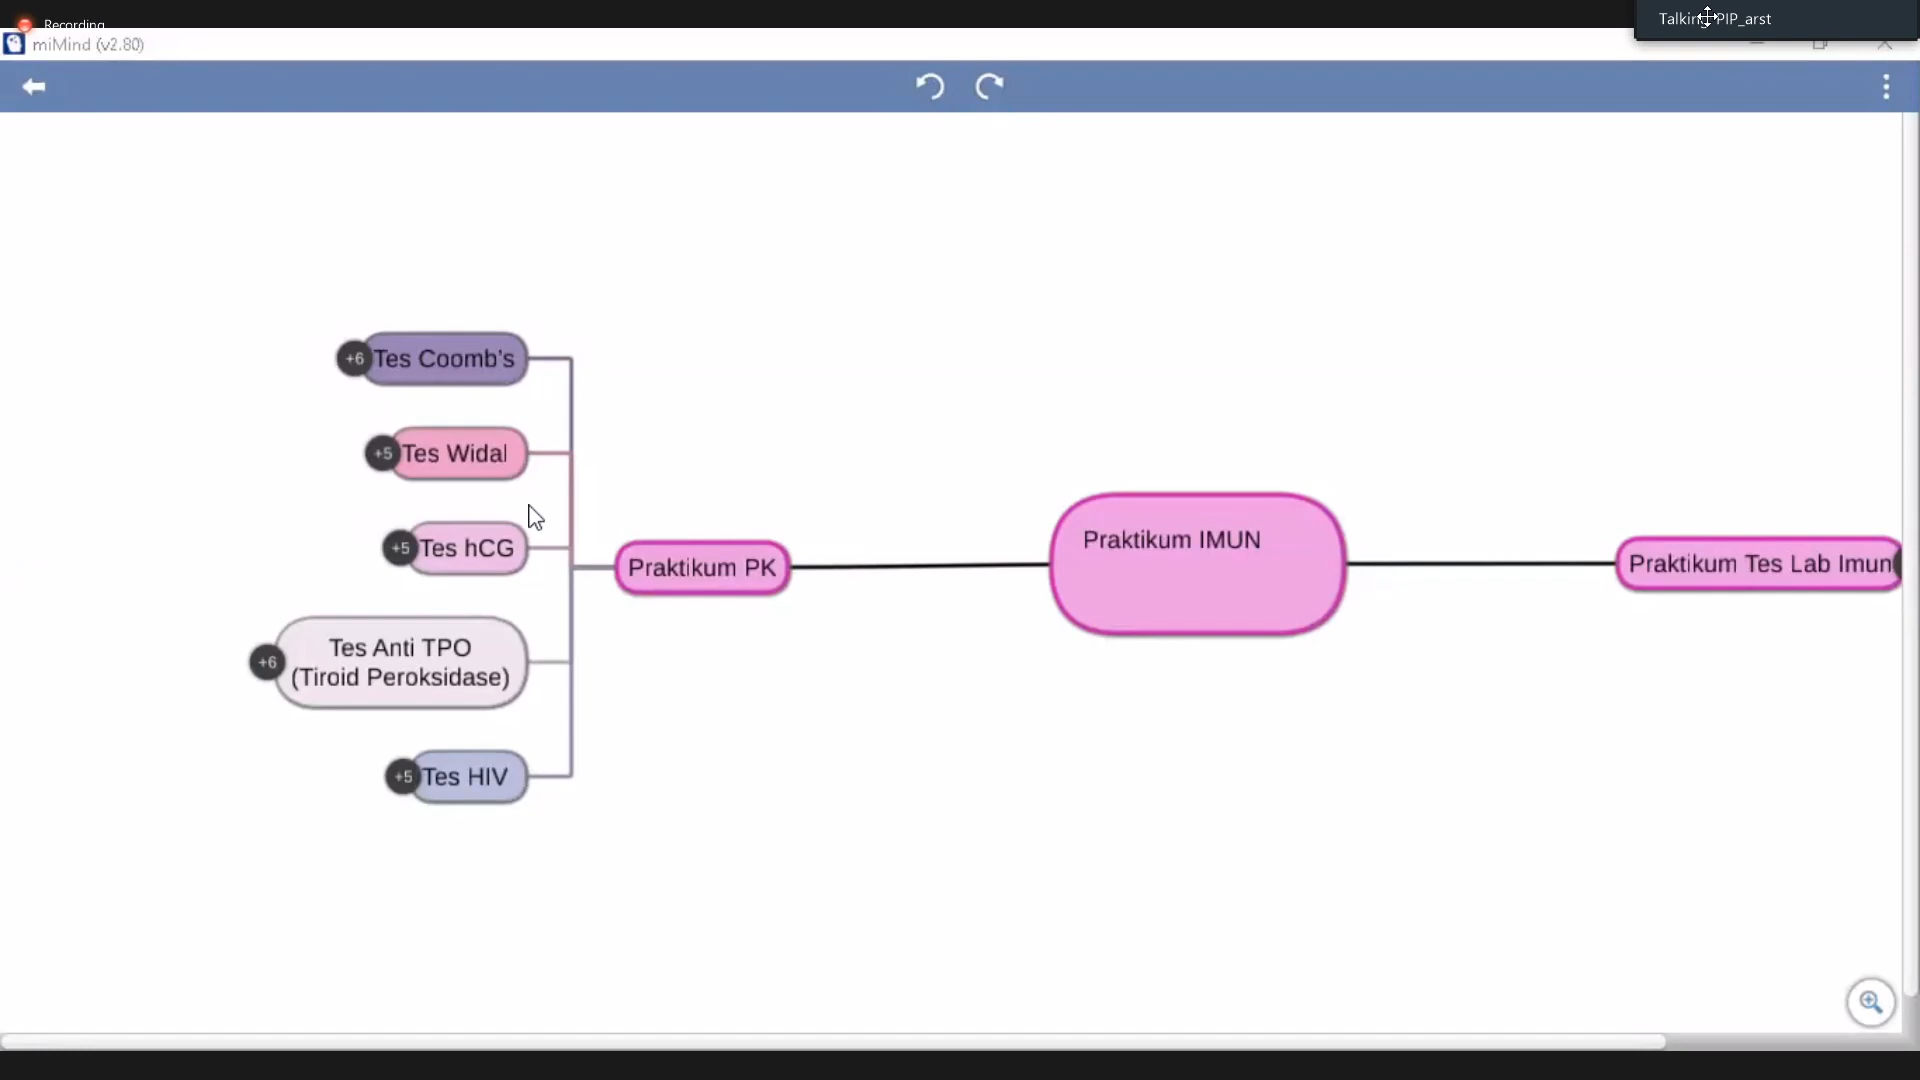 Recording
Talking: PIP_arst
miMind (v2.80)
+6
Tes Coomb's
+5
Tes Widal
+5
Tes hCG
+6
Tes Anti TPO
(Tiroid Peroksidase)
+5
Tes HIV
Praktikum PK
Praktikum IMUN
Praktikum Tes Lab Imun